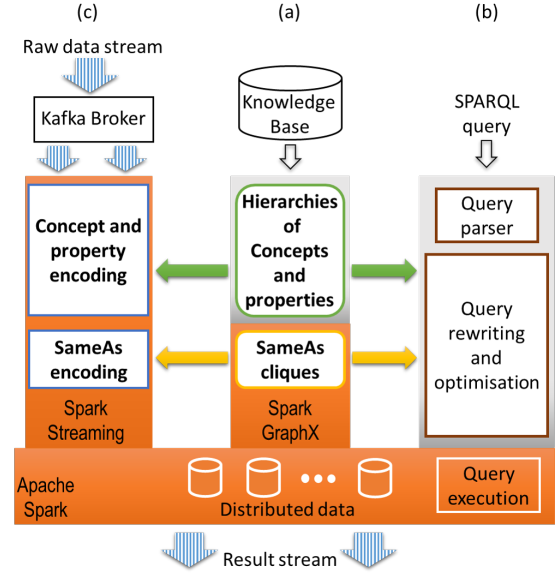 (c)
(a)
(b)
Raw data stream
Kafka Broker
Knowledge
Base
SPARQL
query
Concept and
property
encoding
Hierarchies
of
Concepts
and
properties
Query
parser
SameAs
encoding
SameAs
cliques
Query
rewriting
and
optimisation
Spark
Streaming
Spark
GraphX
Apache
Spark
Distributed data
Query
execution
Result stream